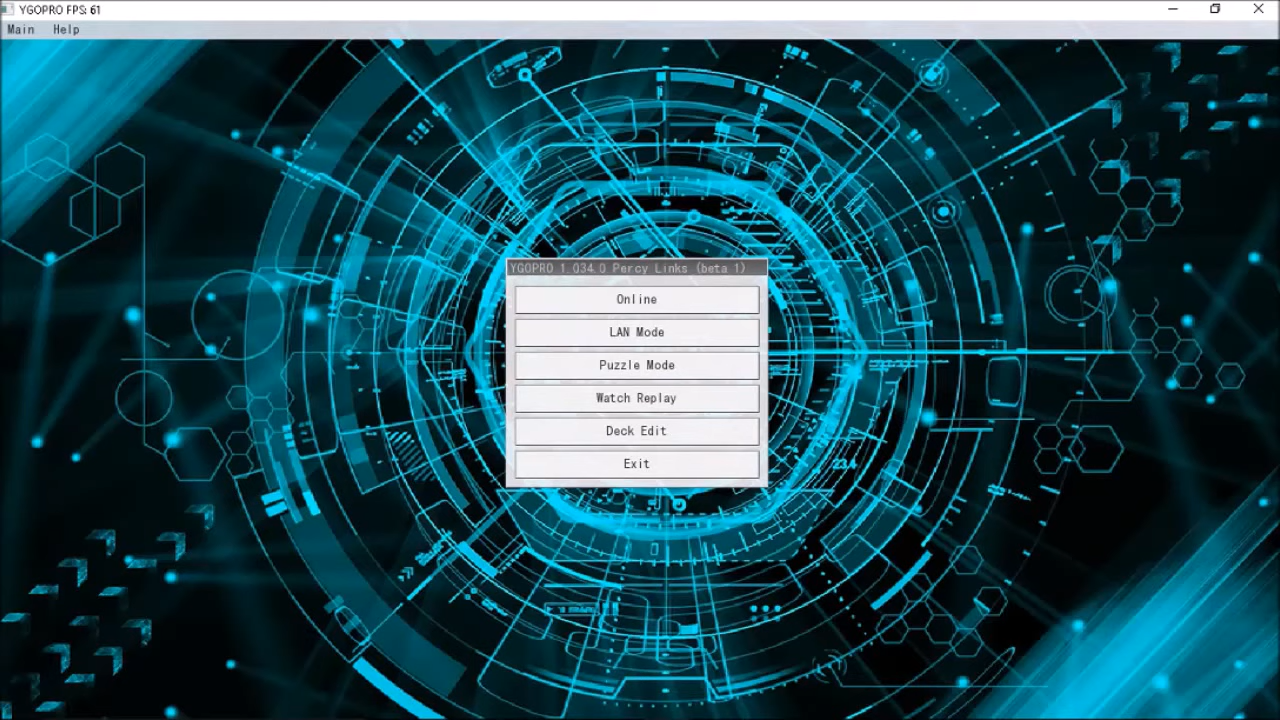 YGOPRO FPS: 61
Main Help
YGOPRO 1.034.0 Percy Links (beta 1)
Online
LAN Mode
Puzzle Mode
Watch Replay
Deck Edit
Exit
234